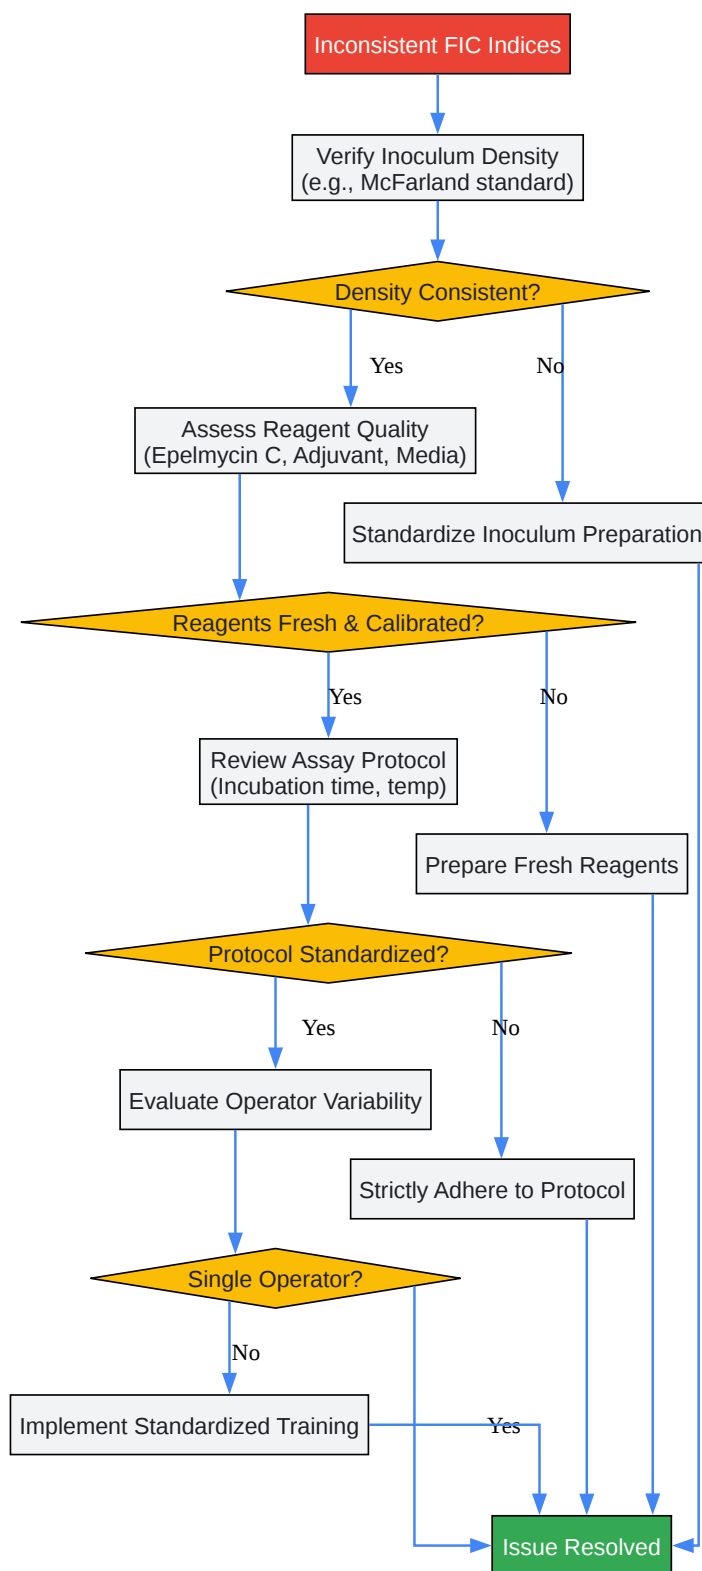 Inconsistent FIC Indices
Verify Inoculum Density
(e.g., McFarland standard)
Density Consistent?
Yes
No
Assess Reagent Quality
(Epelmycin C, Adjuvant, Media)
Standardize Inoculum Preparation
Reagents Fresh & Calibrated?
Yes
No
Review Assay Protocol
(Incubation time, temp)
Prepare Fresh Reagents
Protocol Standardized?
Yes
No
Evaluate Operator Variability
Strictly Adhere to Protocol
Single Operator?
No
Implement Standardized Training
Yes
Issue Resolved